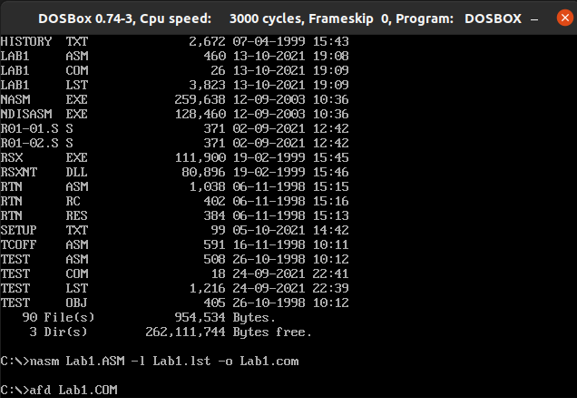 DOSBox 0.74-3, Cpu speed: 3000 cycles, Frameskip 0, Program: DOSBOX
HISTORY TXT 2,672 07-04-1999 15:43
LAB1 ASM 460 13-10-2021 19:08
LAB1 COM 26 13-10-2021 19:09
LAB1 LST 3,823 13-10-2021 19:09
NASM EXE 259,638 12-09-2003 10:36
NDISASM EXE 128,460 12-09-2003 10:36
R01-01.S S 371 02-09-2021 12:42
R01-02.S S 371 02-09-2021 12:42
RSX EXE 111,900 19-02-1999 15:45
RSXNT DLL 80,896 19-02-1999 15:46
RTN ASM 1,038 06-11-1998 15:15
RTN RC 402 06-11-1998 15:16
RTN RES 384 06-11-1998 15:13
SETUP TXT 99 05-10-2021 14:42
TCOFF ASM 591 16-11-1998 10:11
TEST ASM 508 26-10-1998 10:12
TEST COM 18 24-09-2021 22:41
TEST LST 1,216 24-09-2021 22:39
TEST OBJ 405 26-10-1998 10:12
90 File(s) 954,534 Bytes.
3 Dir(s) 262,111,744 Bytes free.
C:\>nasm Lab1.ASM -l Lab1.lst -o Lab1.com
C:\>afd Lab1.COM